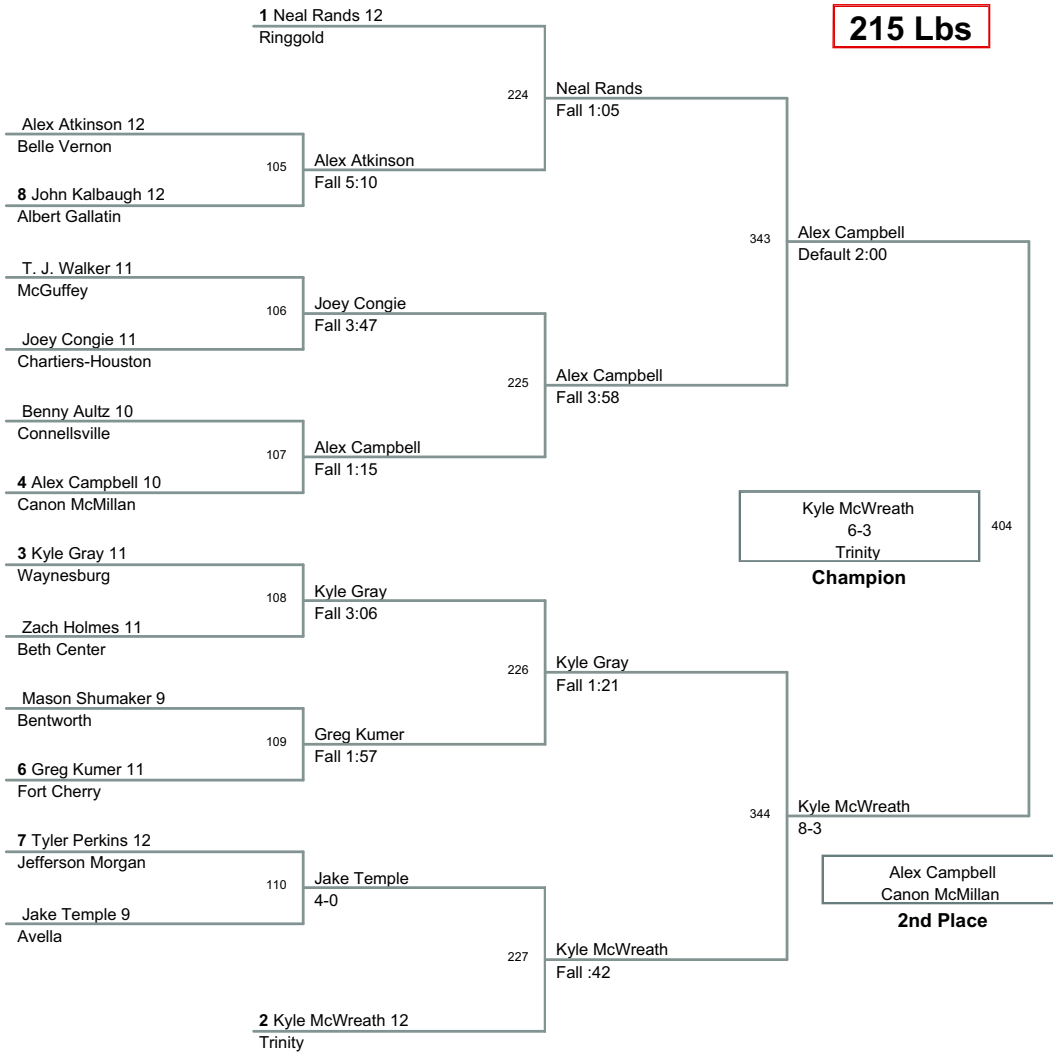 1 Neal Rands 12
Ringgold
215 Lbs
224
Neal Rands
Fall 1:05
Alex Atkinson 12
Belle Vernon
105
Alex Atkinson
Fall 5:10
8 John Kalbaugh 12
Albert Gallatin
343
Alex Campbell
Default 2:00
T. J. Walker 11
McGuffey
106
Joey Congie
Fall 3:47
Joey Congie 11
Chartiers-Houston
225
Alex Campbell
Fall 3:58
Benny Aultz 10
Connellsville
107
Alex Campbell
Fall 1:15
4 Alex Campbell 10
Canon McMillan
Kyle McWreath
6-3
Trinity
404
Champion
3 Kyle Gray 11
Waynesburg
108
Kyle Gray
Fall 3:06
Zach Holmes 11
Beth Center
226
Kyle Gray
Fall 1:21
Mason Shumaker 9
Bentworth
109
Greg Kumer
Fall 1:57
6 Greg Kumer 11
Fort Cherry
344
Kyle McWreath
8-3
7 Tyler Perkins 12
Jefferson Morgan
110
Jake Temple
4-0
Alex Campbell
Canon McMillan
2nd Place
Jake Temple 9
Avella
227
Kyle McWreath
Fall :42
2 Kyle McWreath 12
Trinity